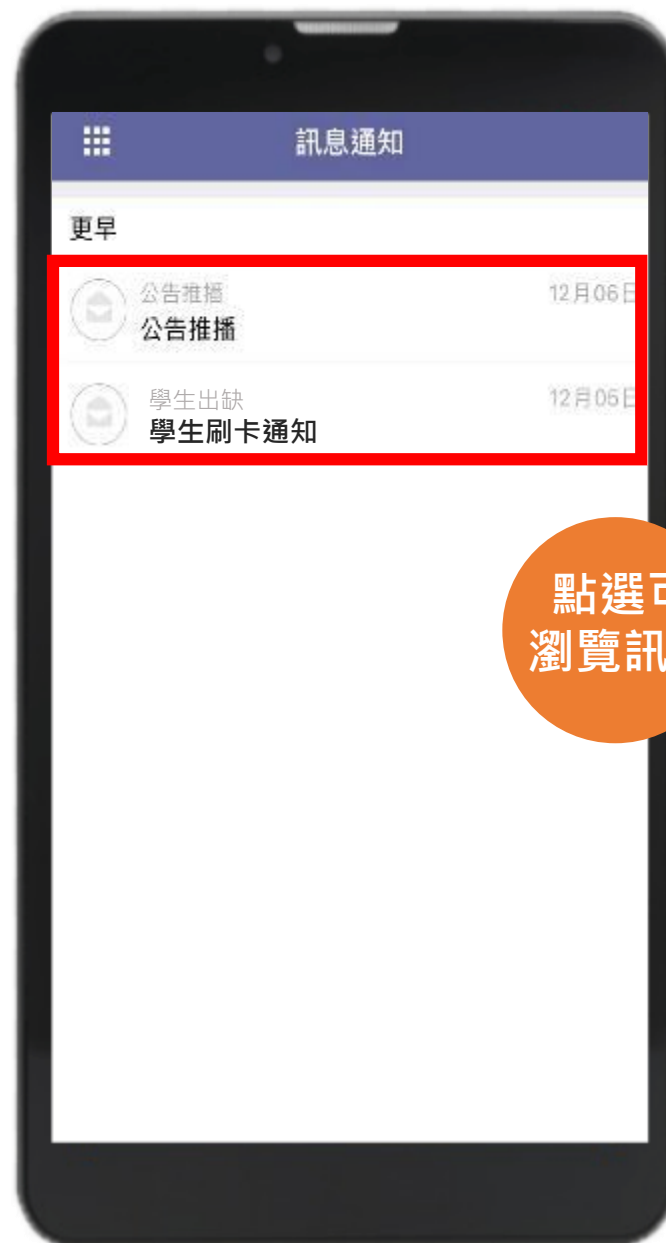 訊息通知
更早
公告推播 12月06日
公告推播
學生出缺 12月05日
學生刷卡通知
點選可
瀏覽訊